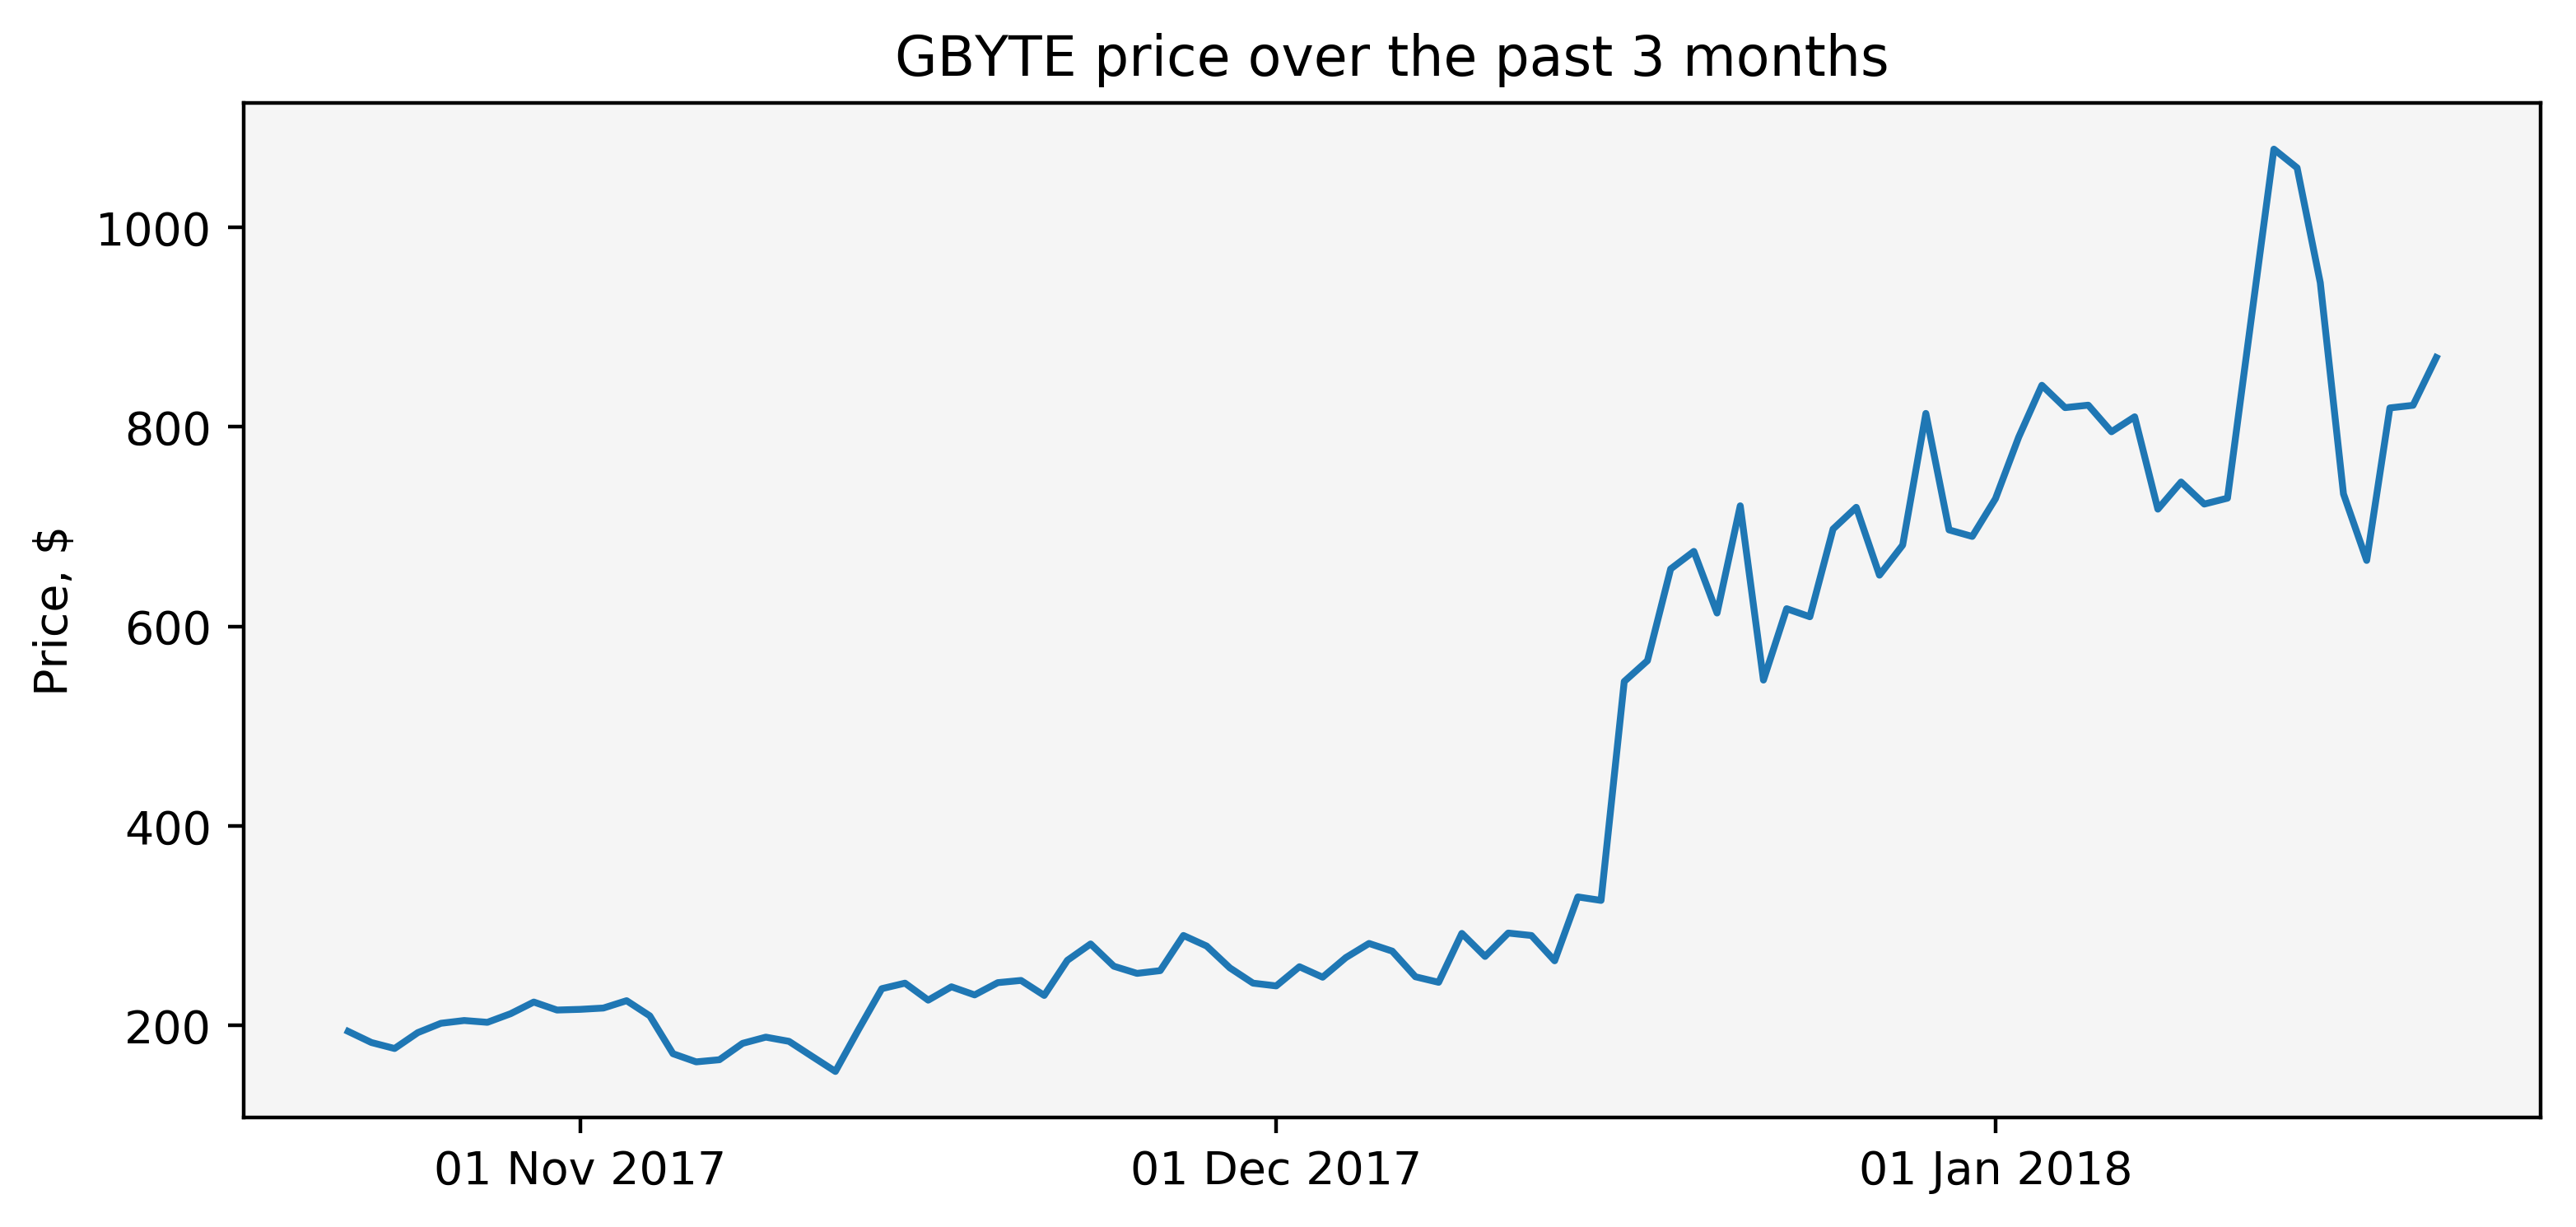 GBYTE price over the past 3 months
Price, $
1000
800
600
400
200
01 Nov 2017
01 Dec 2017
01 Jan 2018